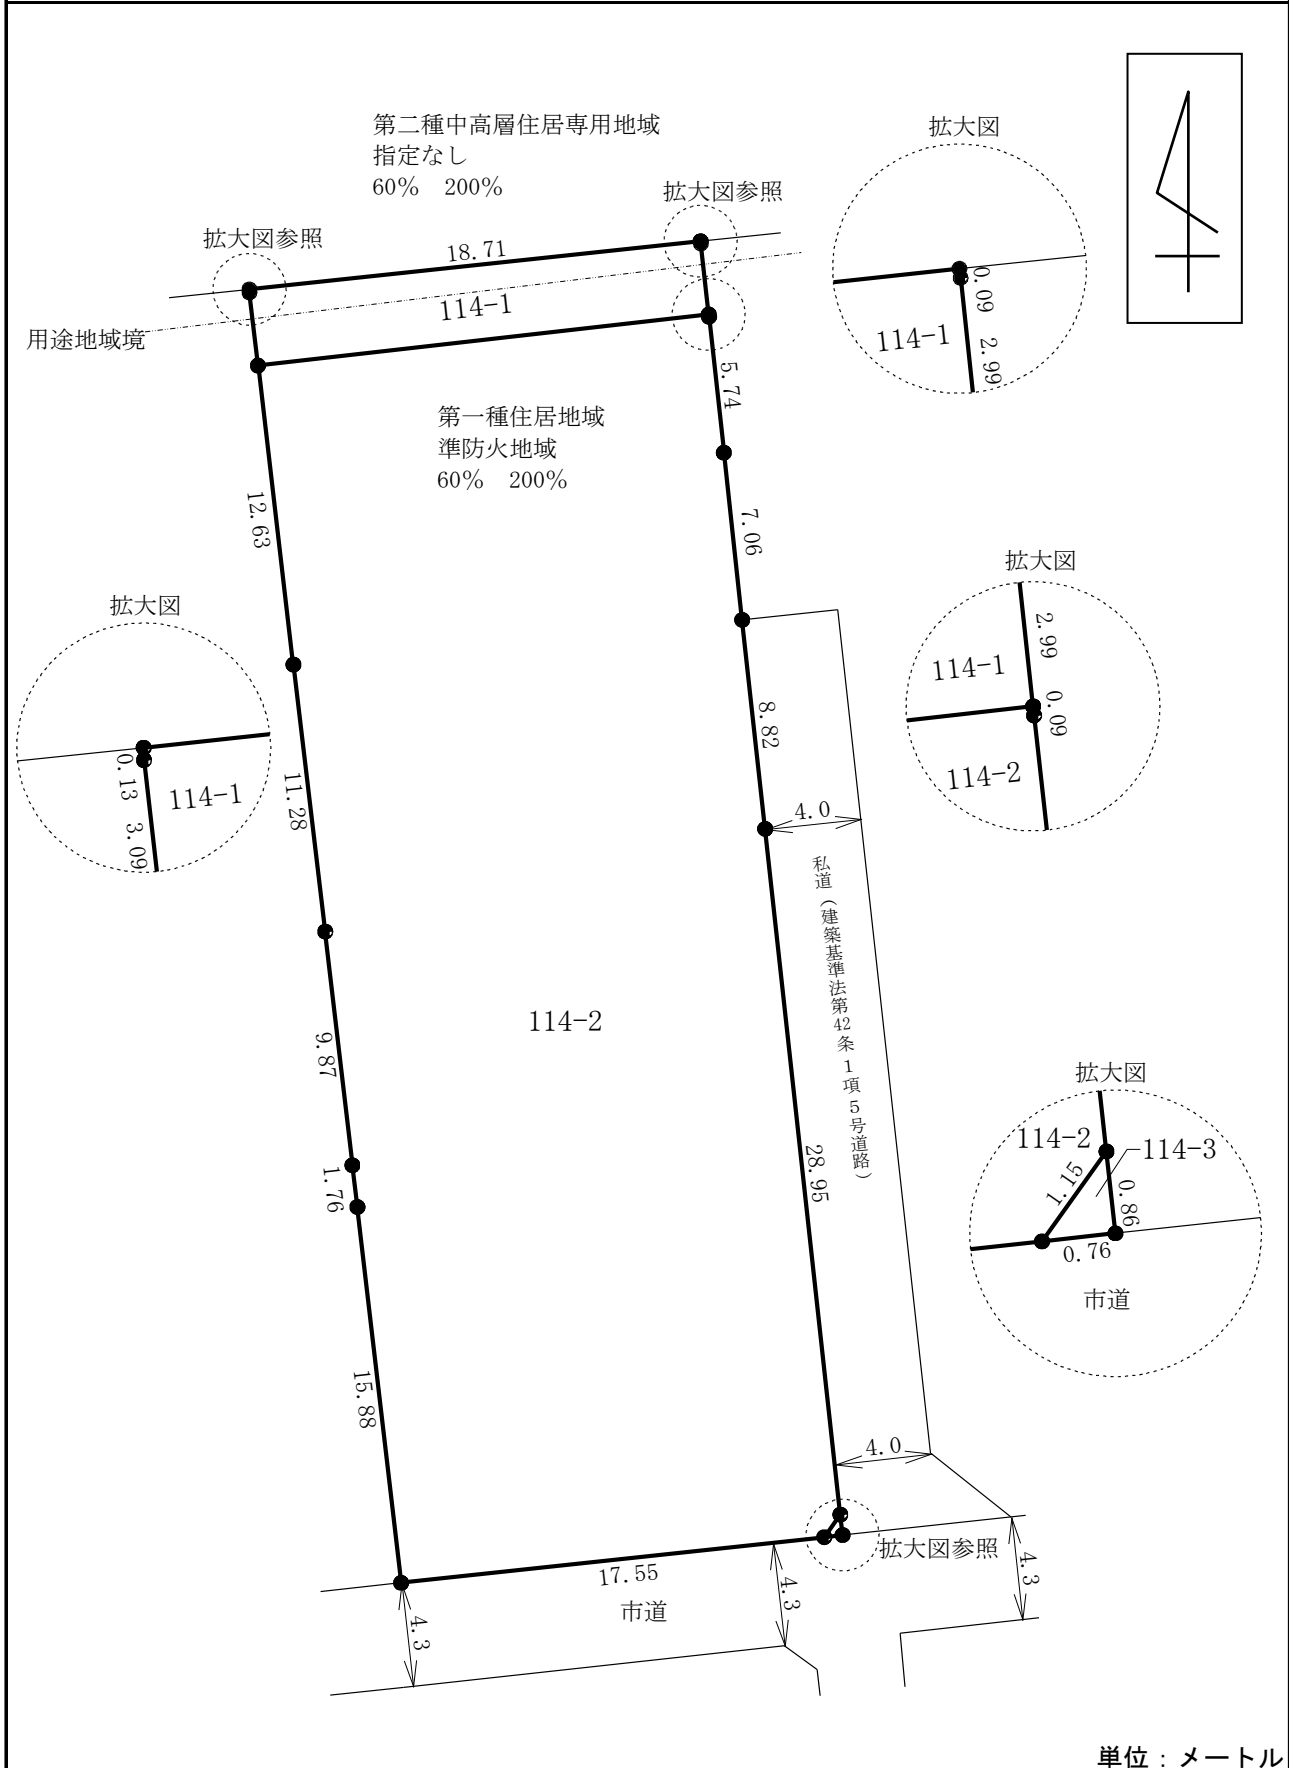 第二種中高層住居専用地域
指定なし
60%　200%
拡大図参照
拡大図参照
18.71
114-1
用途地域境
拡大図
0.09
2.99
114-1
第一種住居地域
準防火地域
60%　200%
5.74
7.06
12.63
拡大図
2.99
114-1
0.09
114-2
拡大図
0.13
3.09
114-1
8.82
11.28
4.0
私道（建築基準法第42条1項5号道路）
114-2
9.87
1.76
28.95
拡大図
114-2
114-3
1.15
0.86
0.76
市道
15.88
4.0
拡大図参照
17.55
市道
4.3
4.3
4.3
単位：メートル